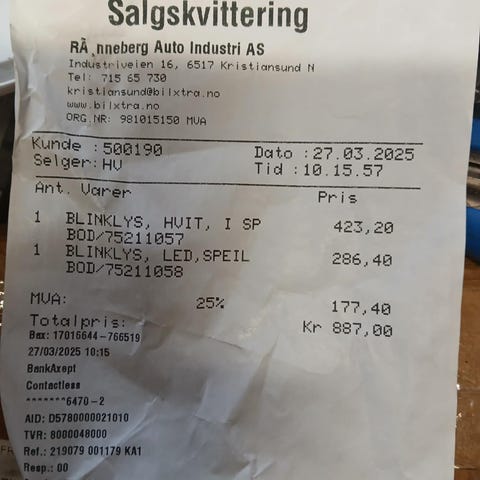 Salgskvittering
RÃ¸nneberg Auto Industri AS
Industriveien 16, 6517 Kristiansund N
Tel: 715 65 730
kristiansund@bilxtra.no
www.bilxtra.no
ORG.NR: 981015150 MVA
Kunde :500190 Dato :27.03.2025
Selger:HV Tid :10.15.57
Ant. Varer Pris
1 BLINKLYS, HVIT, I SP 423,20
BOD/75211057
1 BLINKLYS, LED,SPEIL 286,40
BOD/75211058
MVA: 25% 177,40
Totalpris: Kr 887,00
Bax: 17016644-766519
27/03/2025 10:15
BankAxept
Contactless
*******6470-2
AID: D5780000021010
TVR: 8000048000
Ref.: 219079 001179 KA1
Resp.: 00